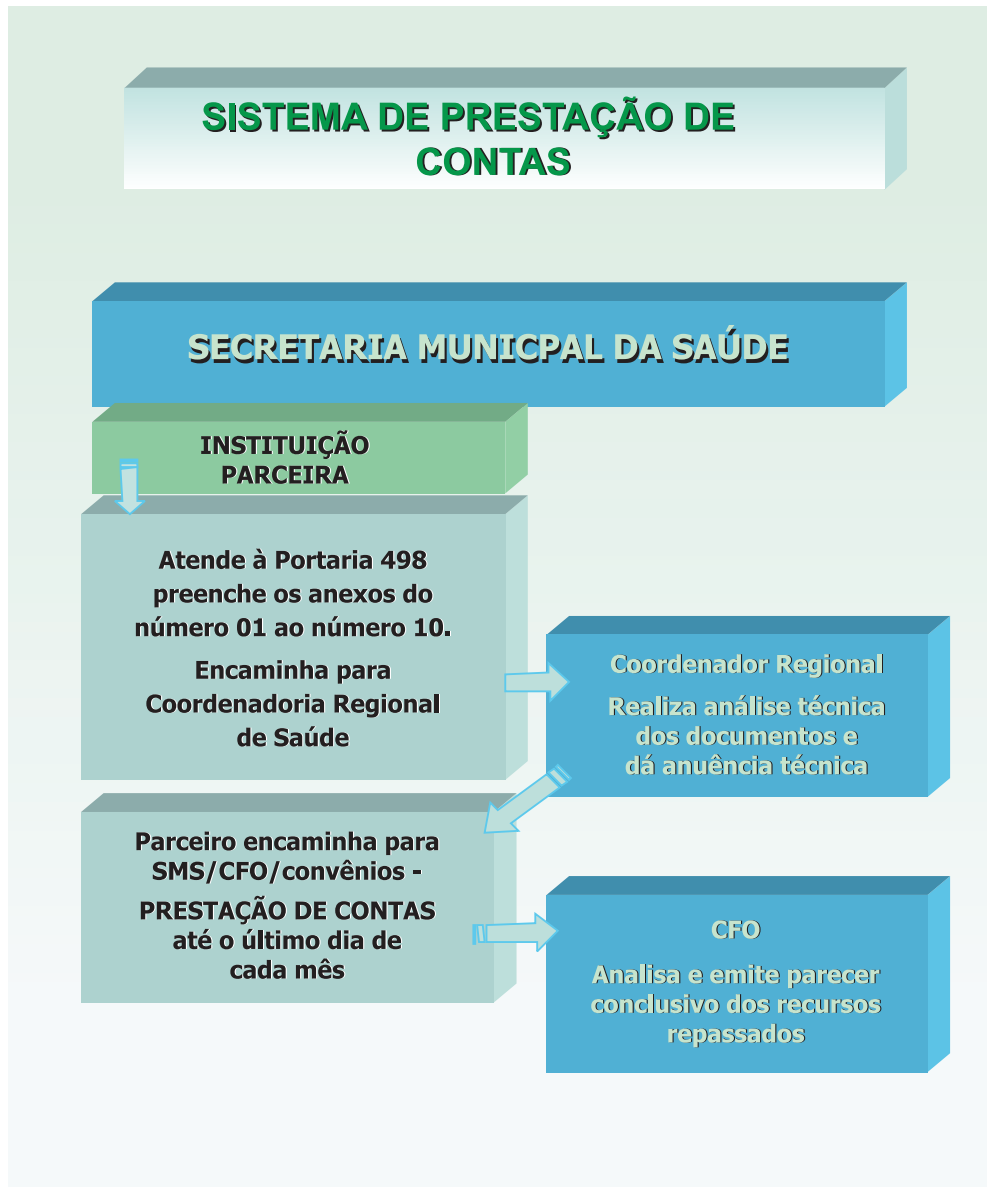 SISTEMA DE PRESTAÇÃO DE
CONTAS
SECRETARIA MUNICPAL DA SAÚDE
INSTITUIÇÃO
PARCEIRA
Atende à Portaria 498
preenche os anexos do
número 01 ao número 10.
Encaminha para
Coordenadoria Regional
de Saúde
Coordenador Regional
Realiza análise técnica
dos documentos e
dá anuência técnica
Parceiro encaminha para
SMS/CFO/convênios -
PRESTAÇÃO DE CONTAS
até o último dia de
cada mês
CFO
Analisa e emite parecer
conclusivo dos recursos
repassados